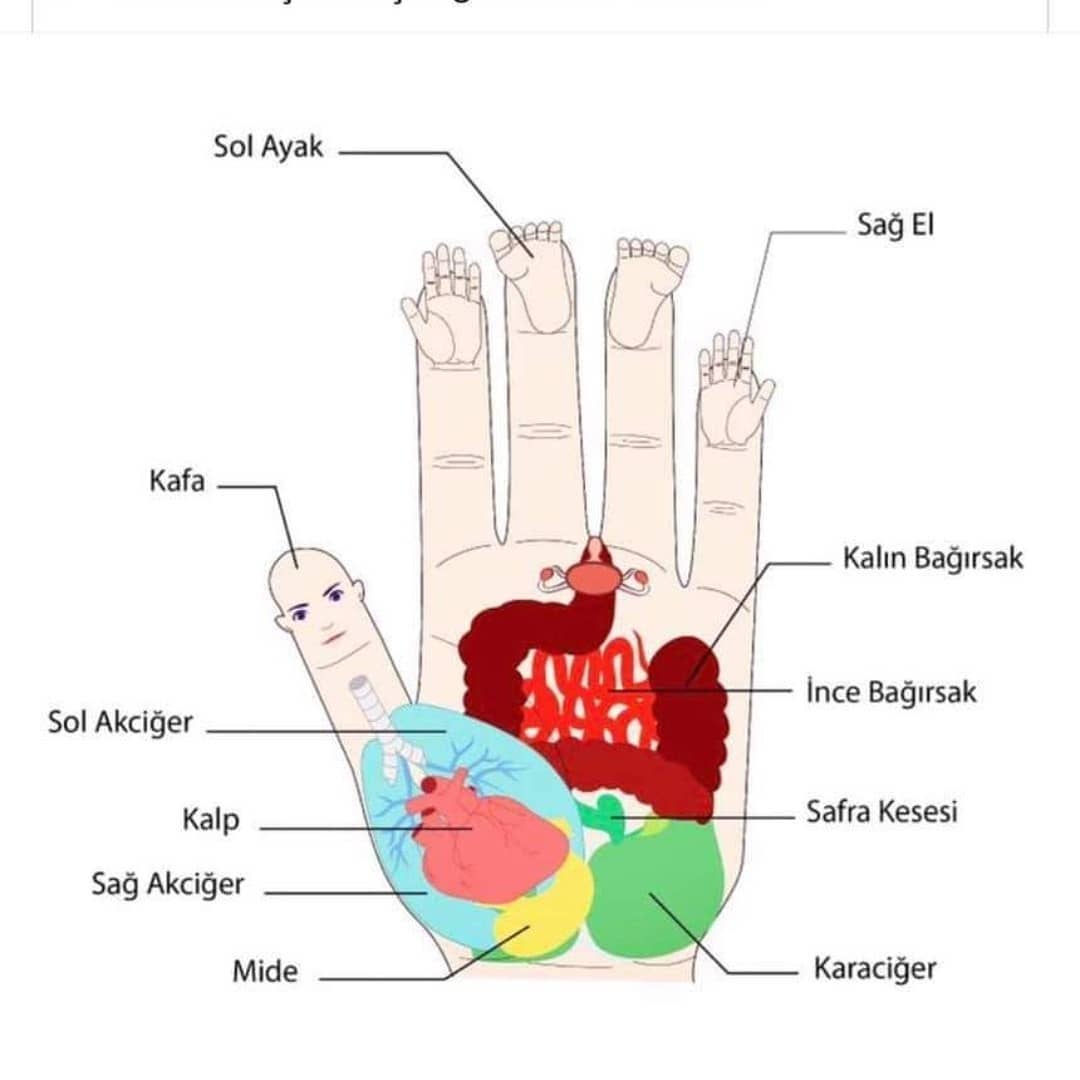 Sol Ayak
Sağ El
Kafa
Kalın Bağırsak
İnce Bağırsak
Sol Akciğer
Kalp
Safra Kesesi
Sağ Akciğer
Mide
Karaciğer